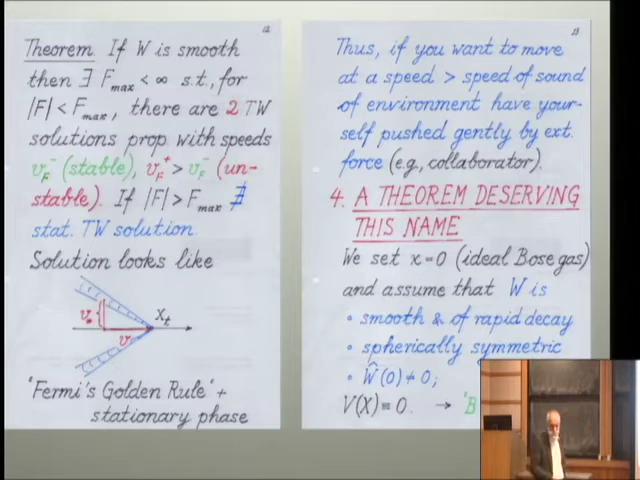 12
Theorem If W is smooth
then ∃ F_max < ∞ s.t., for
|F| < F_max, there are 2 TW
solutions prop with speeds
v_F^- (stable), v_F^+ > v_F^- (un-
stable). If |F| > F_max ∄
stat. TW solution.
Solution looks like
X_t
v
"Fermi's Golden Rule" +
stationary phase
13
Thus, if you want to move
at a speed > speed of sound
of environment have your-
self pushed gently by ext.
force (e.g., collaborator).
4. A THEOREM DESERVING
THIS NAME
We set x = 0 (ideal Bose gas)
and assume that W is
• smooth & of rapid decay
• spherically symmetric
• Ŵ(0) ≠ 0;
V(X) ≡ 0. →